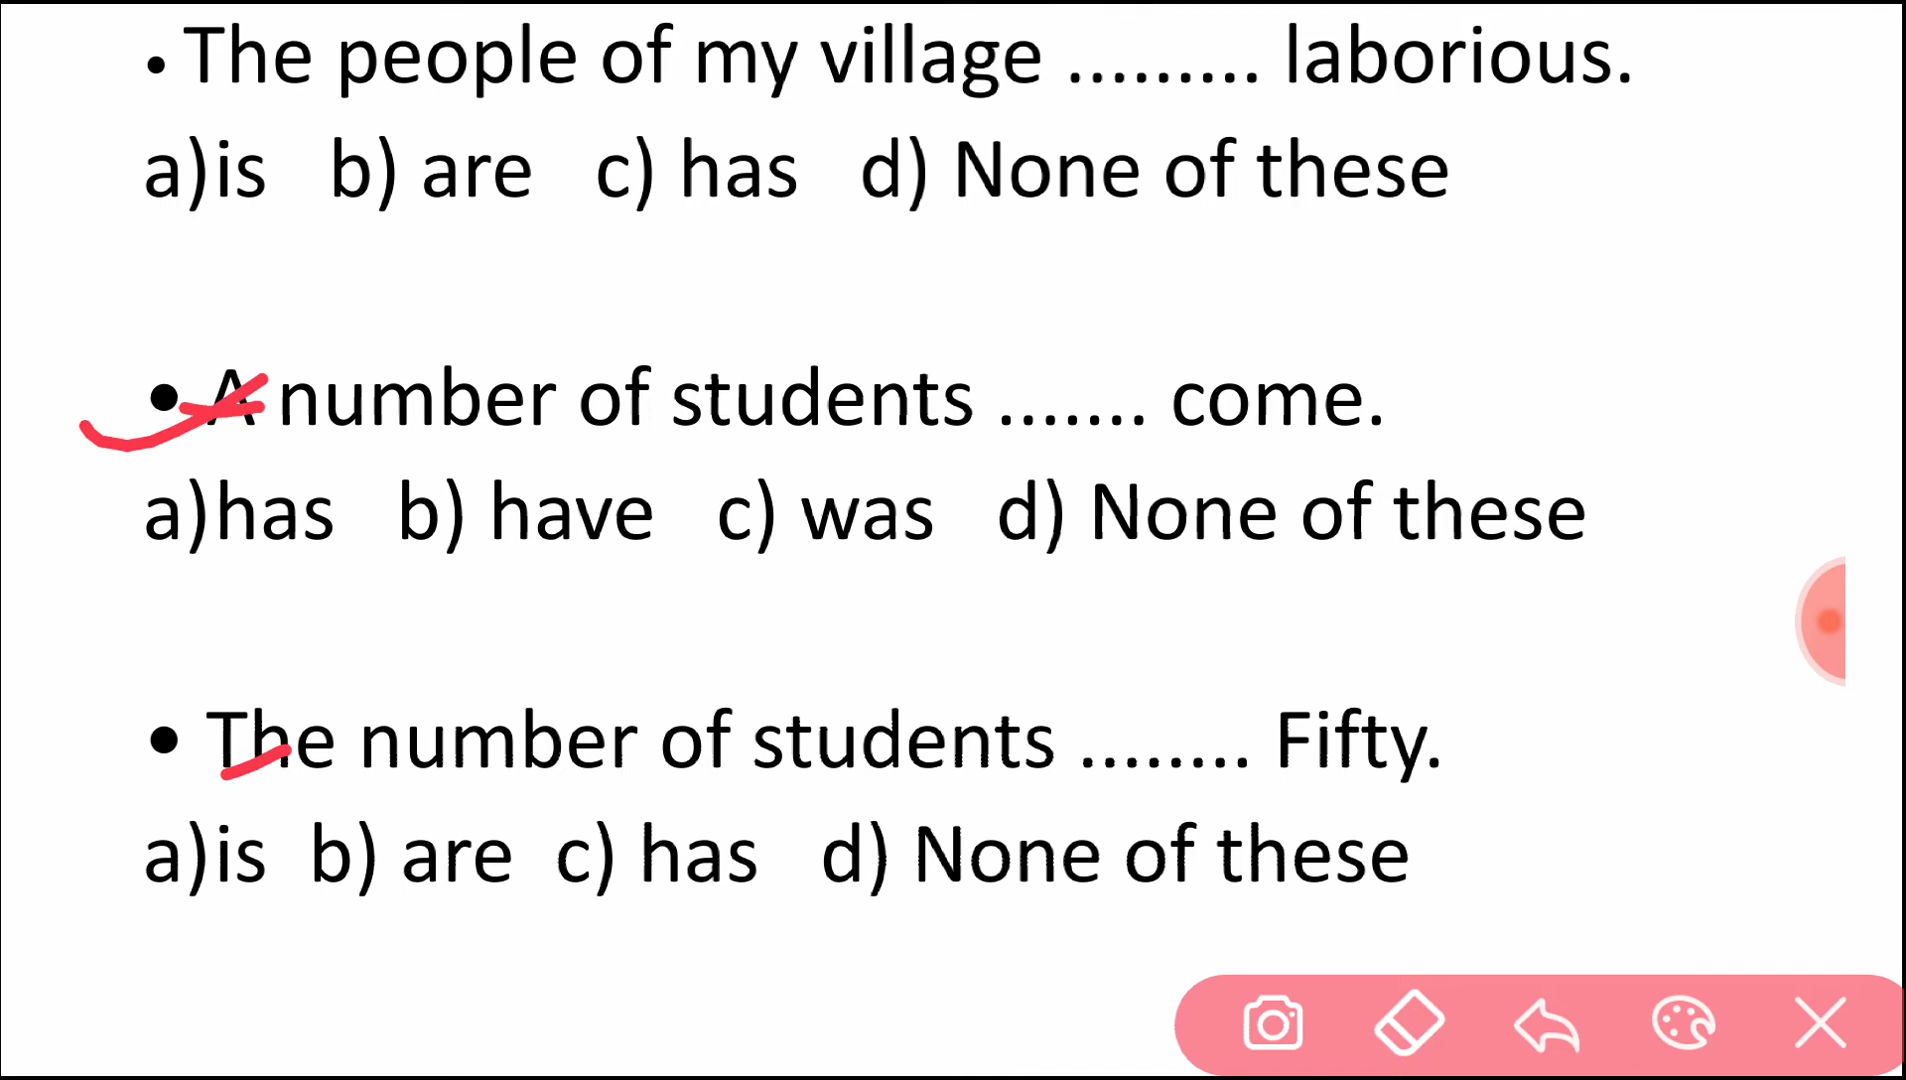 • The people of my village ......... laborious.
a)is b) are c) has d) None of these
• A number of students ....... come.
a)has b) have c) was d) None of these
• The number of students ........ Fifty.
a)is b) are c) has d) None of these